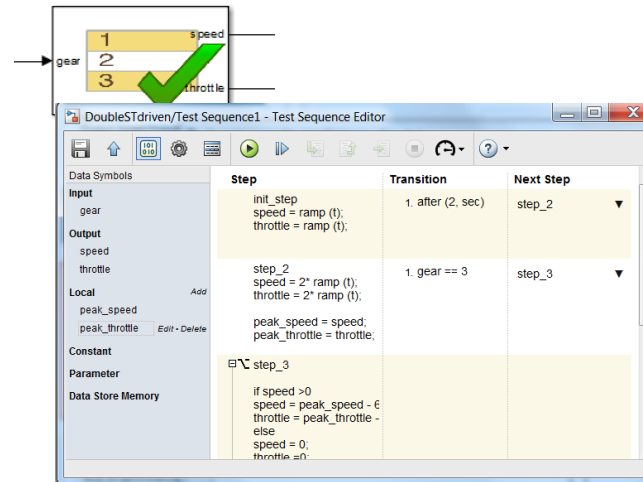 1
speed
gear
2
3
throttle
DoubleSTdriven/Test Sequence1 - Test Sequence Editor
Data Symbols
Input
gear
Output
speed
throttle
Local Add
peak_speed
peak_throttle Edit - Delete
Constant
Parameter
Data Store Memory
Step Transition Next Step
init_step 1. after (2, sec) step_2
speed = ramp (t);
throttle = ramp (t);
step_2 1. gear == 3 step_3
speed = 2* ramp (t);
throttle = 2* ramp (t);
peak_speed = speed;
peak_throttle = throttle;
step_3
if speed >0
speed = peak_speed - 6
throttle = peak_throttle -
else
speed = 0;
throttle =0;